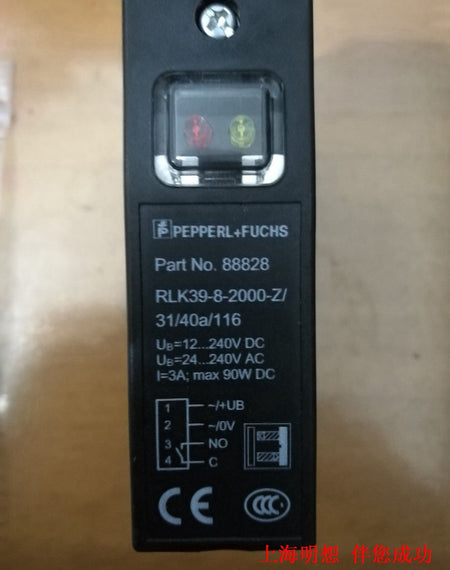 PEPPERL+FUCHS
Part No. 88828
RLK39-8-2000-Z/
31/40a/116
UB=12...240V DC
UB=24...240V AC
I=3A; max 90W DC
1 ~/+UB
2 ~/0V
3 NO
4 C
CE CCC
上海明想 伴您成功